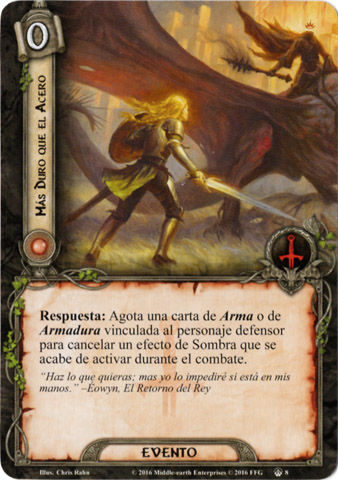 0
MÁS DURO QUE EL ACERO
Respuesta: Agota una carta de Arma o de
Armadura vinculada al personaje defensor
para cancelar un efecto de Sombra que se
acabe de activar durante el combate.
“Haz lo que quieras; mas yo lo impediré si está en mis
manos.” –Eowyn, El Retorno del Rey
EVENTO
Illus. Chris Rahn
© 2016 Middle-earth Enterprises © 2016 FFG
8